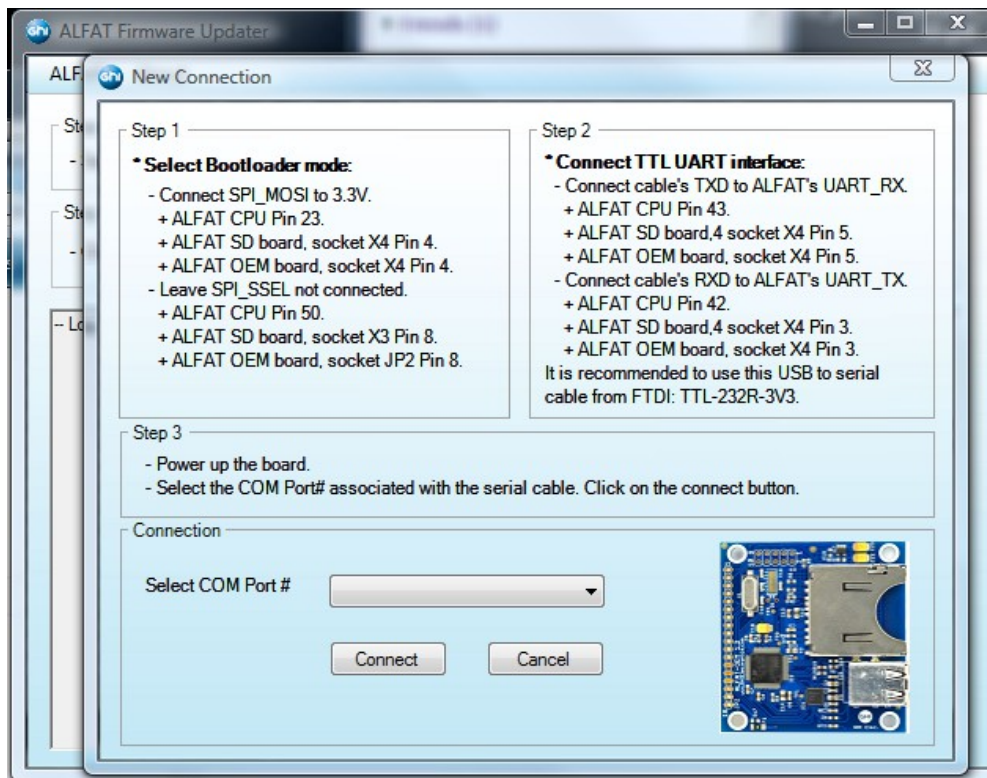 ALFAT Firmware Updater
ALF
New Connection
Step 1
* Select Bootloader mode:
- Connect SPI_MOSI to 3.3V.
+ ALFAT CPU Pin 23.
+ ALFAT SD board, socket X4 Pin 4.
+ ALFAT OEM board, socket X4 Pin 4.
- Leave SPI_SSEL not connected.
+ ALFAT CPU Pin 50.
+ ALFAT SD board, socket X3 Pin 8.
+ ALFAT OEM board, socket JP2 Pin 8.
Step 2
* Connect TTL UART interface:
- Connect cable's TXD to ALFAT's UART_RX.
+ ALFAT CPU Pin 43.
+ ALFAT SD board,4 socket X4 Pin 5.
+ ALFAT OEM board, socket X4 Pin 5.
- Connect cable's RXD to ALFAT's UART_TX.
+ ALFAT CPU Pin 42.
+ ALFAT SD board,4 socket X4 Pin 3.
+ ALFAT OEM board, socket X4 Pin 3.
It is recommended to use this USB to serial
cable from FTDI: TTL-232R-3V3.
Step 3
- Power up the board.
- Select the COM Port# associated with the serial cable. Click on the connect button.
Connection
Select COM Port #
Connect
Cancel